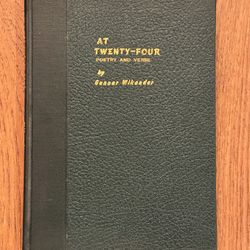 AT
TWENTY-FOUR
POETRY AND VERSE
by
Gunnar Wikander